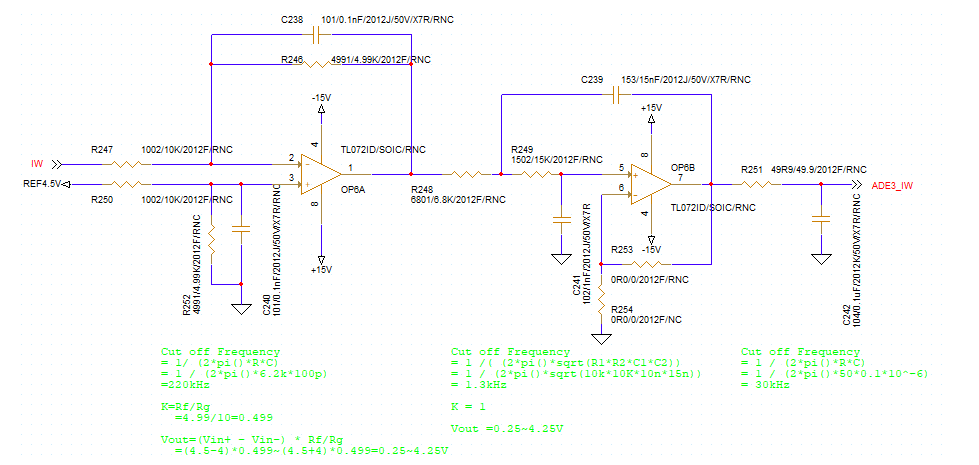 C238
101/0.1nF/2012J/50V/X7R/RNC
R246
4991/4.99K/2012F/RNC
-15V
4
R247
1002/10K/2012F/RNC
IW
2
3
TL072ID/SOIC/RNC
1
OP6A
REF4.5V
R250
1002/10K/2012F/RNC
8
+15V
R252
4991/4.99K/2012F/RNC
C240
101/0.1nF/2012J/50V/X7R/RNC
R248
6801/6.8K/2012F/RNC
R249
1502/15K/2012F/RNC
C239
153/15nF/2012J/50V/X7R/RNC
+15V
8
5
6
OP6B
7
TL072ID/SOIC/RNC
4
-15V
C241
102/1nF/2012J/50V/X7R
R253
0R0/0/2012F/RNC
R254
0R0/0/2012F/NC
R251
49R9/49.9/2012F/RNC
ADE3_IW
C242
104/0.1uF/2012K/50V/X7R/RNC
Cut off Frequency
= 1/ (2*pi()*R*C)
= 1 / (2*pi()*6.2k*100p)
=220kHz
K=Rf/Rg
=4.99/10=0.499
Vout=(Vin+ - Vin-) * Rf/Rg
=(4.5-4)*0.499~(4.5+4)*0.499=0.25~4.25V
Cut off Frequency
= 1 / ( (2*pi()*sqrt(R1*R2*C1*C2))
= 1 / ( (2*pi()*sqrt(10k*10K*10n*15n))
= 1.3kHz
K = 1
Vout =0.25~4.25V
Cut off Frequency
= 1 / (2*pi()*R*C)
= 1 / (2*pi()*50*0.1*10^-6)
= 30kHz